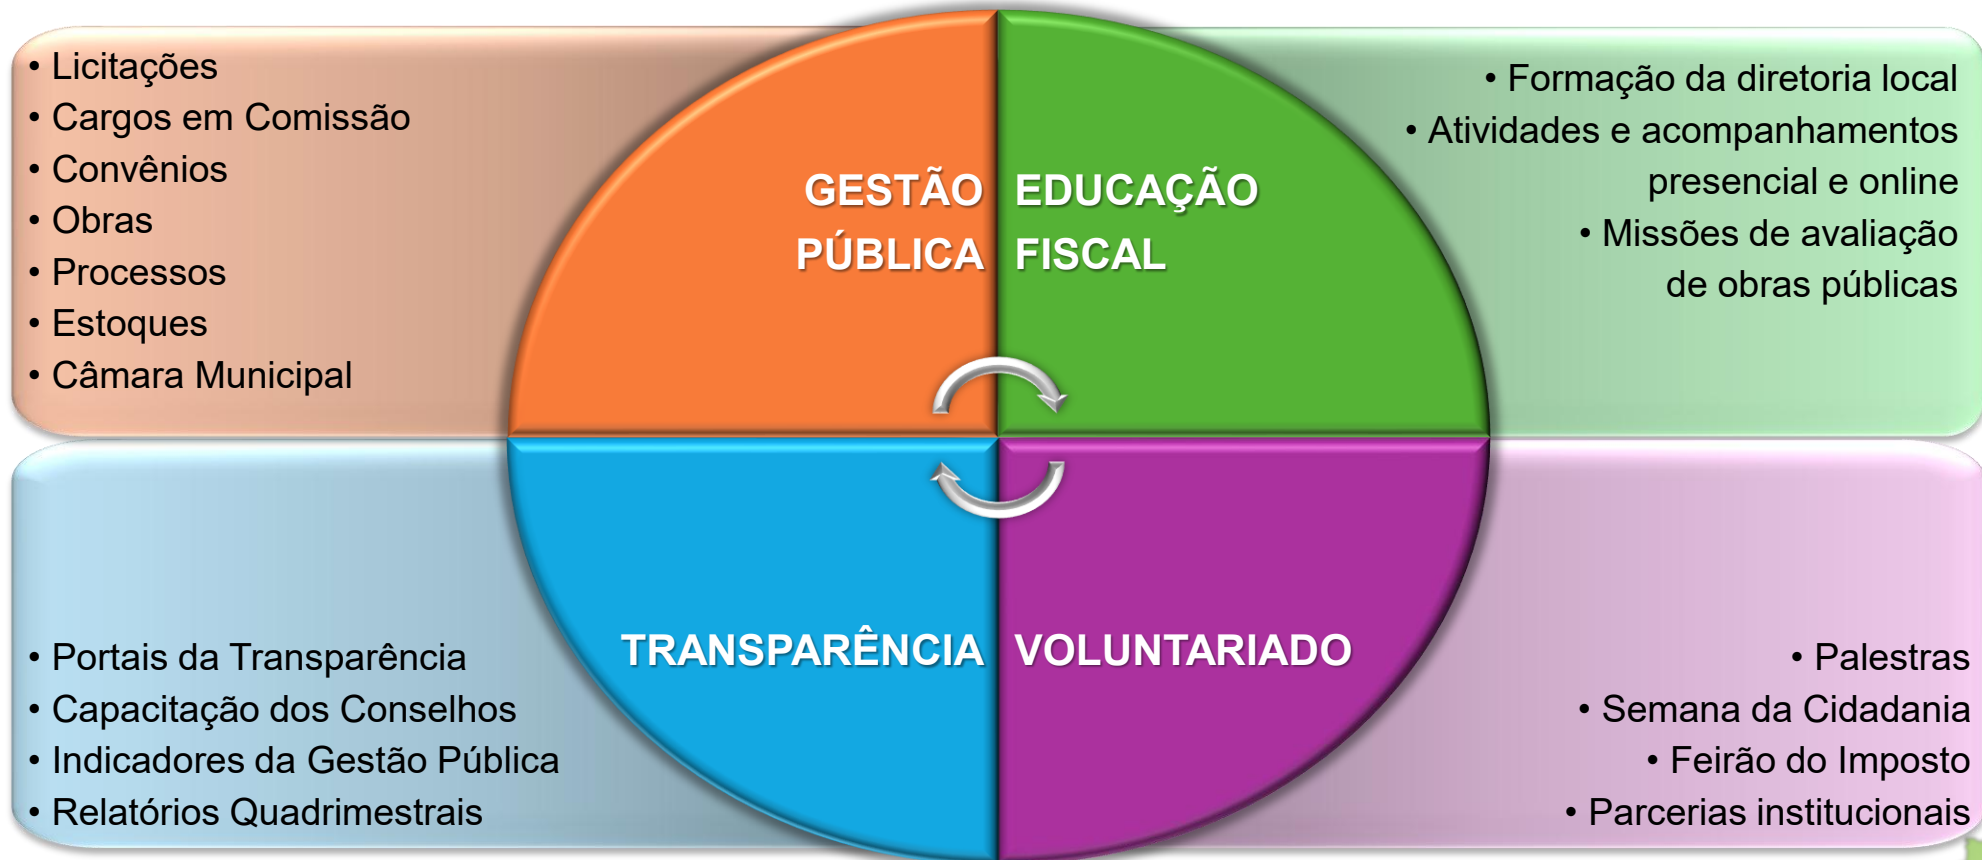 • Licitações
• Cargos em Comissão
• Convênios
• Obras
• Processos
• Estoques
• Câmara Municipal
GESTÃO
PÚBLICA
EDUCAÇÃO
FISCAL
• Formação da diretoria local
• Atividades e acompanhamentos
presencial e online
• Missões de avaliação
de obras públicas
• Portais da Transparência
• Capacitação dos Conselhos
• Indicadores da Gestão Pública
• Relatórios Quadrimestrais
TRANSPARÊNCIA
VOLUNTARIADO
• Palestras
• Semana da Cidadania
• Feirão do Imposto
• Parcerias institucionais